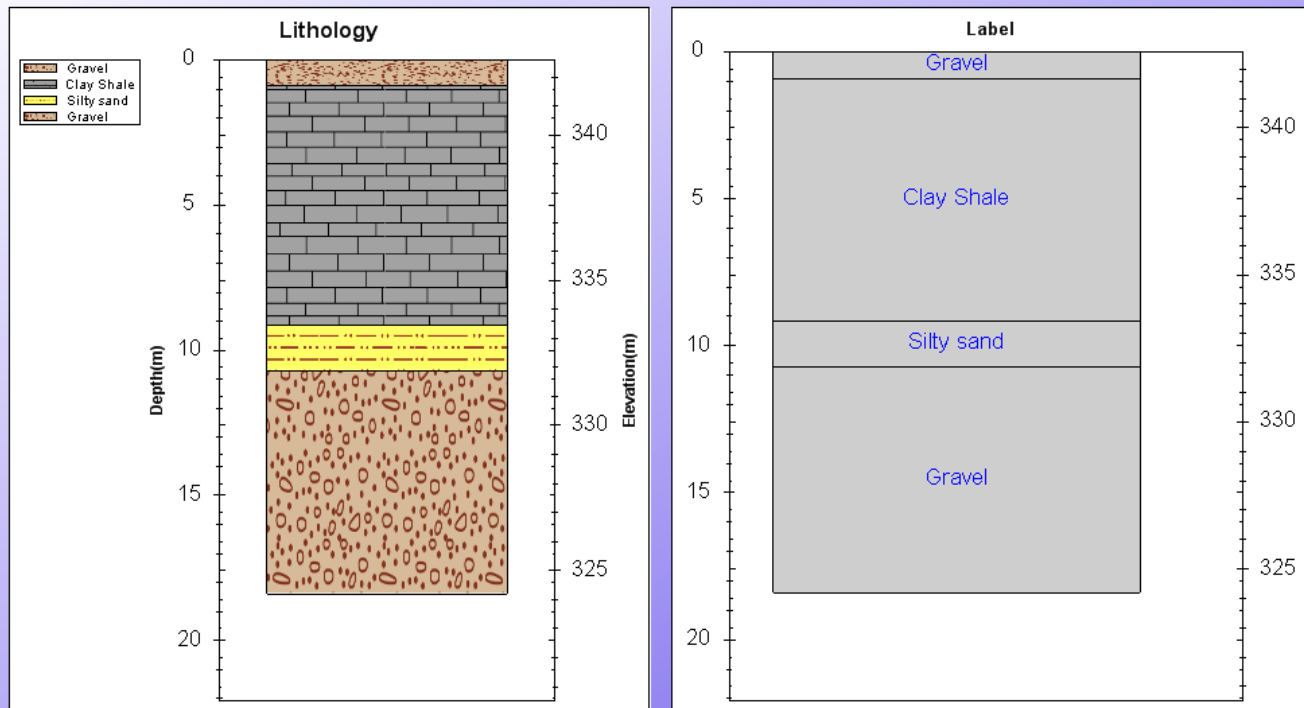 Lithology
Gravel
Clay Shale
Silty sand
Gravel
0
5
10
15
20
Depth(m)
340
335
330
325
Elevation(m)
Label
0
5
10
15
20
Gravel
Clay Shale
Silty sand
Gravel
340
335
330
325